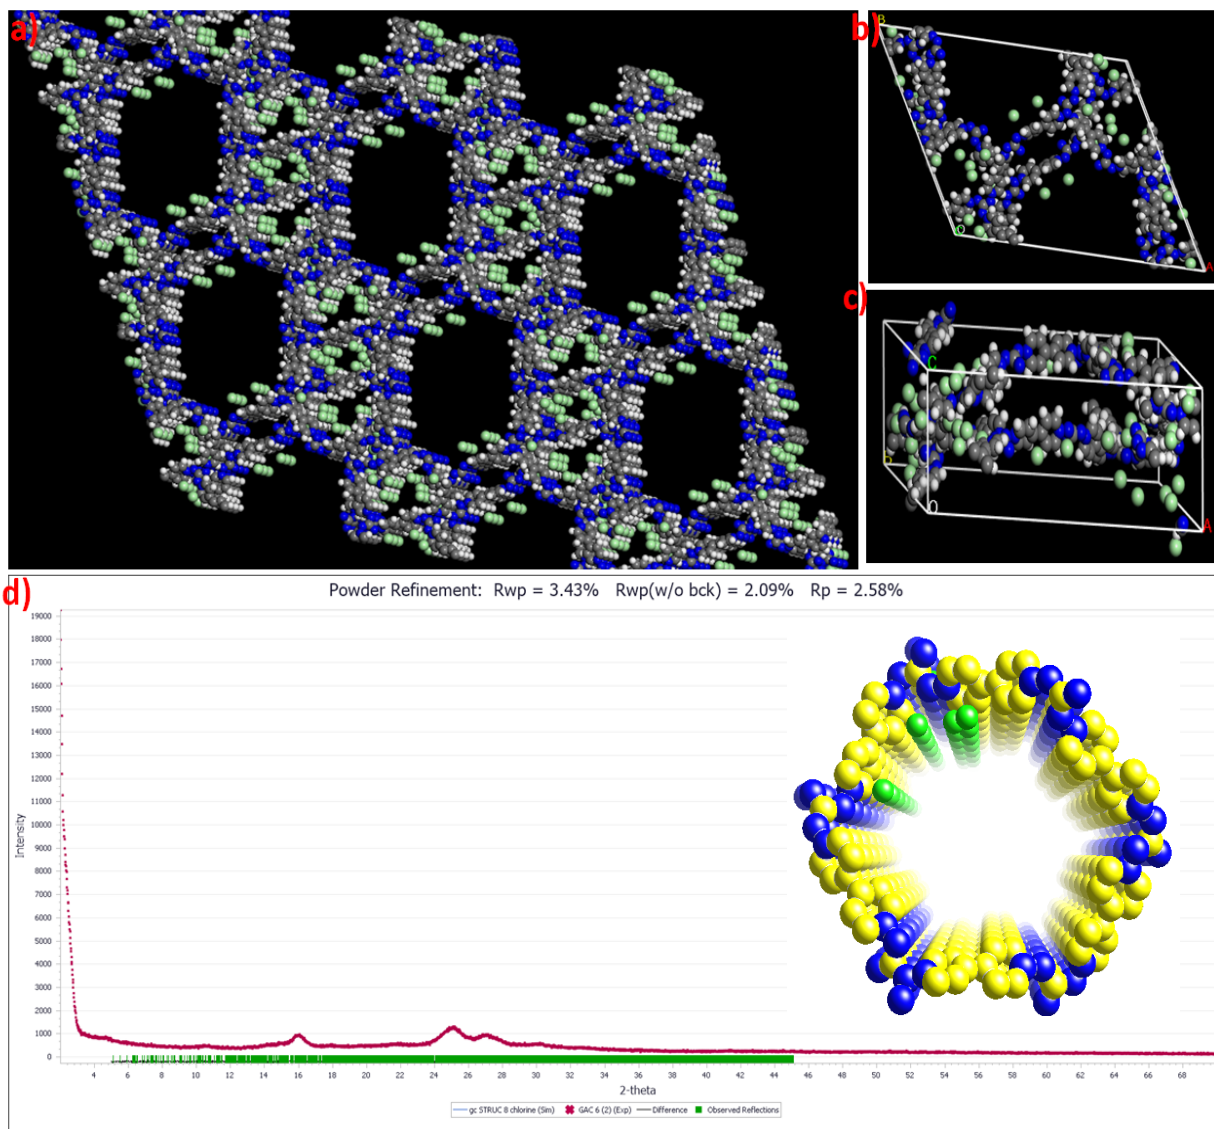 a)
b)
B
O
A
c)
C
O
A
d)
Powder Refinement: Rwp = 3.43% Rwp(w/o bck) = 2.09% Rp = 2.58%
19000
18000
17000
16000
15000
14000
13000
12000
11000
10000
9000
8000
7000
6000
5000
4000
3000
2000
1000
0
Intensity
4 6 8 10 12 14 16 18 20 22 24 26 28 30 32 34 36 38 40 42 44 46 48 50 52 54 56 58 60 62 64 66 68
2-theta
gc STRUC 8 chlorine (Sim) GAC 6 (2) (Exp) Difference Observed Reflections